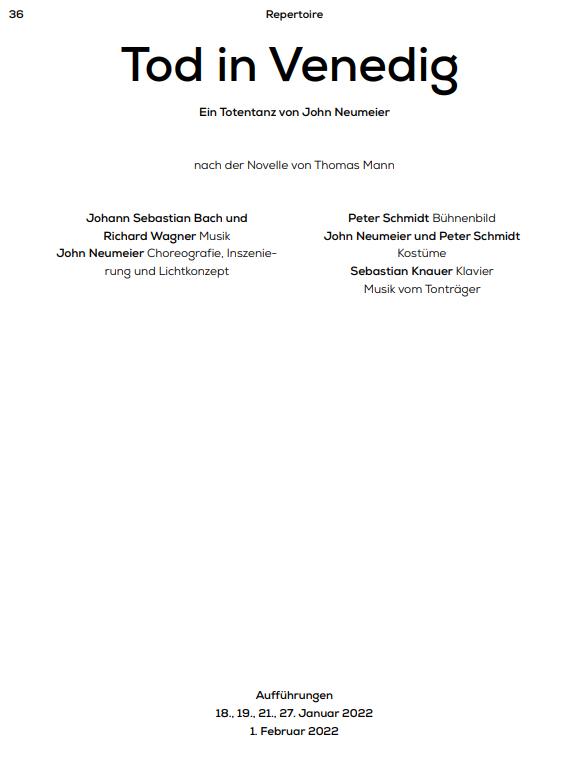 36
Repertoire
Tod in Venedig
Ein Totentanz von John Neumeier
nach der Novelle von Thomas Mann
Johann Sebastian Bach und
Richard Wagner Musik
John Neumeier Choreografie, Inszenie-
rung und Lichtkonzept
Peter Schmidt Bühnenbild
John Neumeier und Peter Schmidt
Kostüme
Sebastian Knauer Klavier
Musik vom Tonträger
Aufführungen
18., 19., 21., 27. Januar 2022
1. Februar 2022